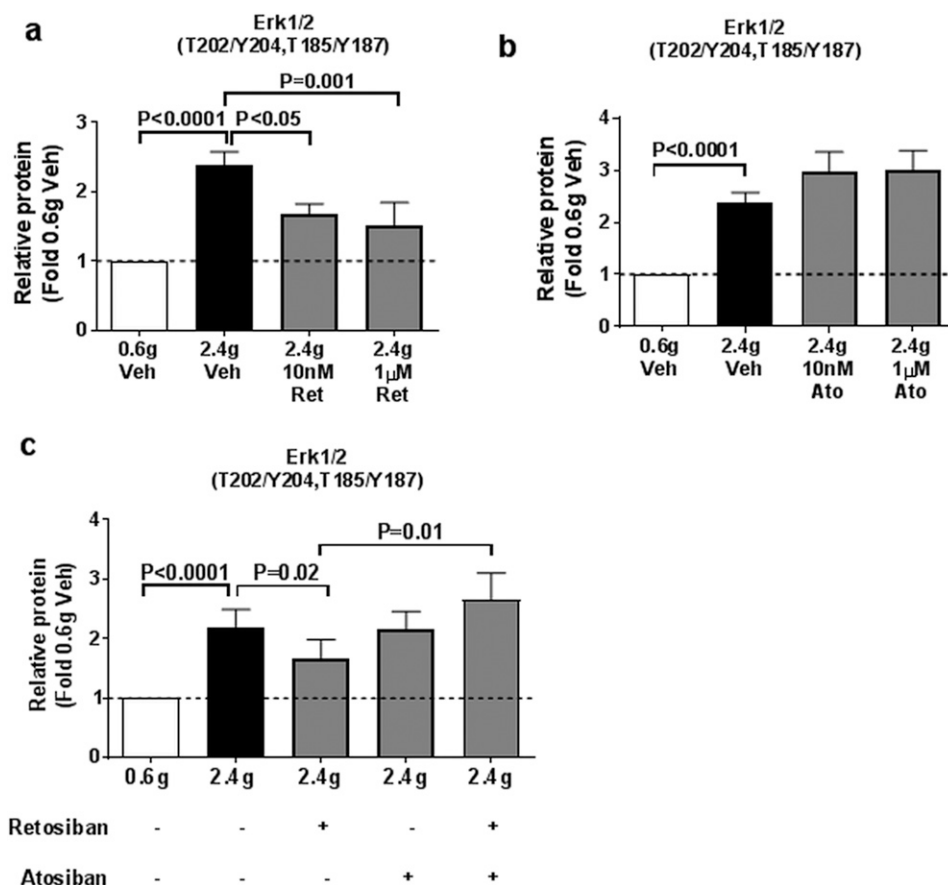 a
Erk1/2
(T202/Y204,T185/Y187)
P=0.001
P<0.0001 P<0.05
Relative protein
(Fold 0.6g Veh)
3
2
1
0
0.6g 2.4g 2.4g 2.4g
Veh Veh 10nM 1μM
Ret Ret
b
Erk1/2
(T202/Y204,T185/Y187)
P<0.0001
Relative protein
(Fold 0.6g Veh)
4
3
2
1
0
0.6g 2.4g 2.4g 2.4g
Veh Veh 10nM 1μM
Ato Ato
c
Erk1/2
(T202/Y204,T185/Y187)
P=0.01
P<0.0001 P=0.02
Relative protein
(Fold 0.6g Veh)
4
3
2
1
0
0.6g 2.4g 2.4g 2.4g 2.4g
Retosiban - - + - +
Atosiban - - - + +